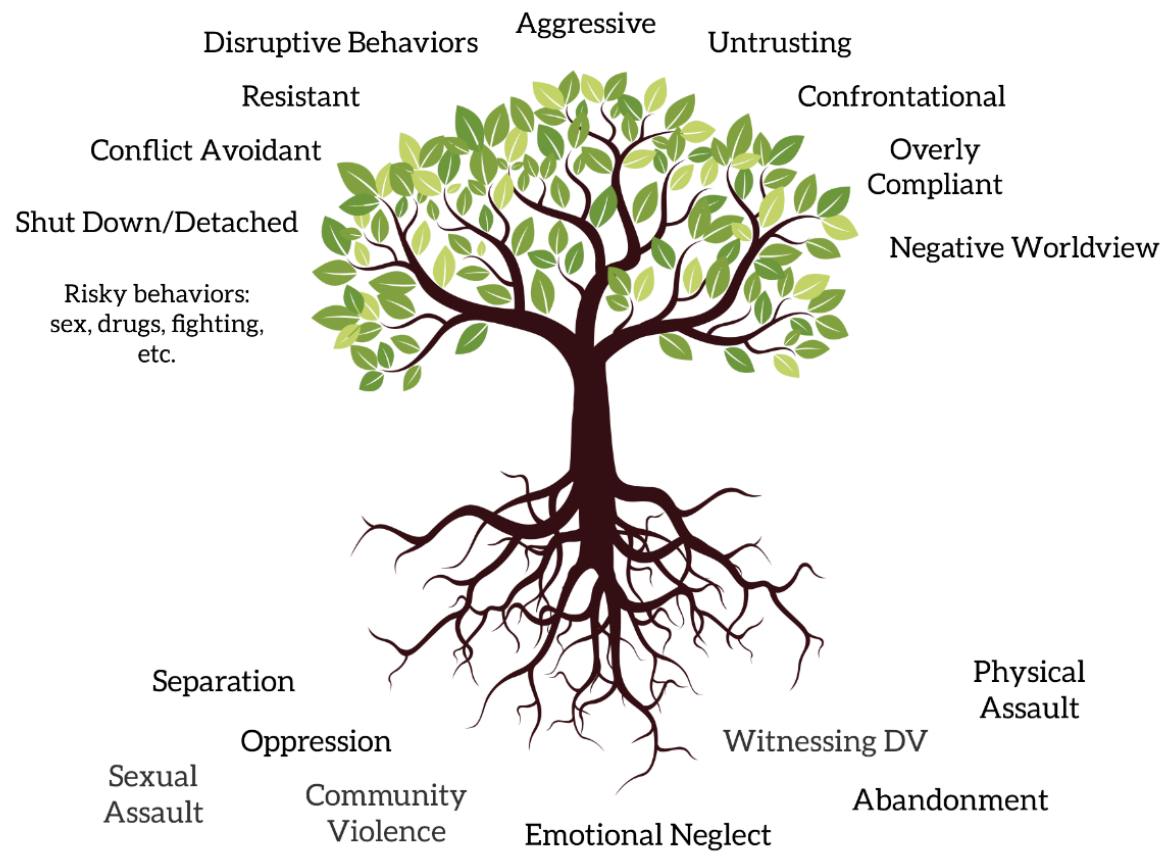 Aggressive
Disruptive Behaviors
Untrusting
Resistant
Confrontational
Conflict Avoidant
Overly
Compliant
Shut Down/Detached
Negative Worldview
Risky behaviors:
sex, drugs, fighting,
etc.
Separation
Physical
Assault
Oppression
Witnessing DV
Sexual
Assault
Community
Violence
Abandonment
Emotional Neglect